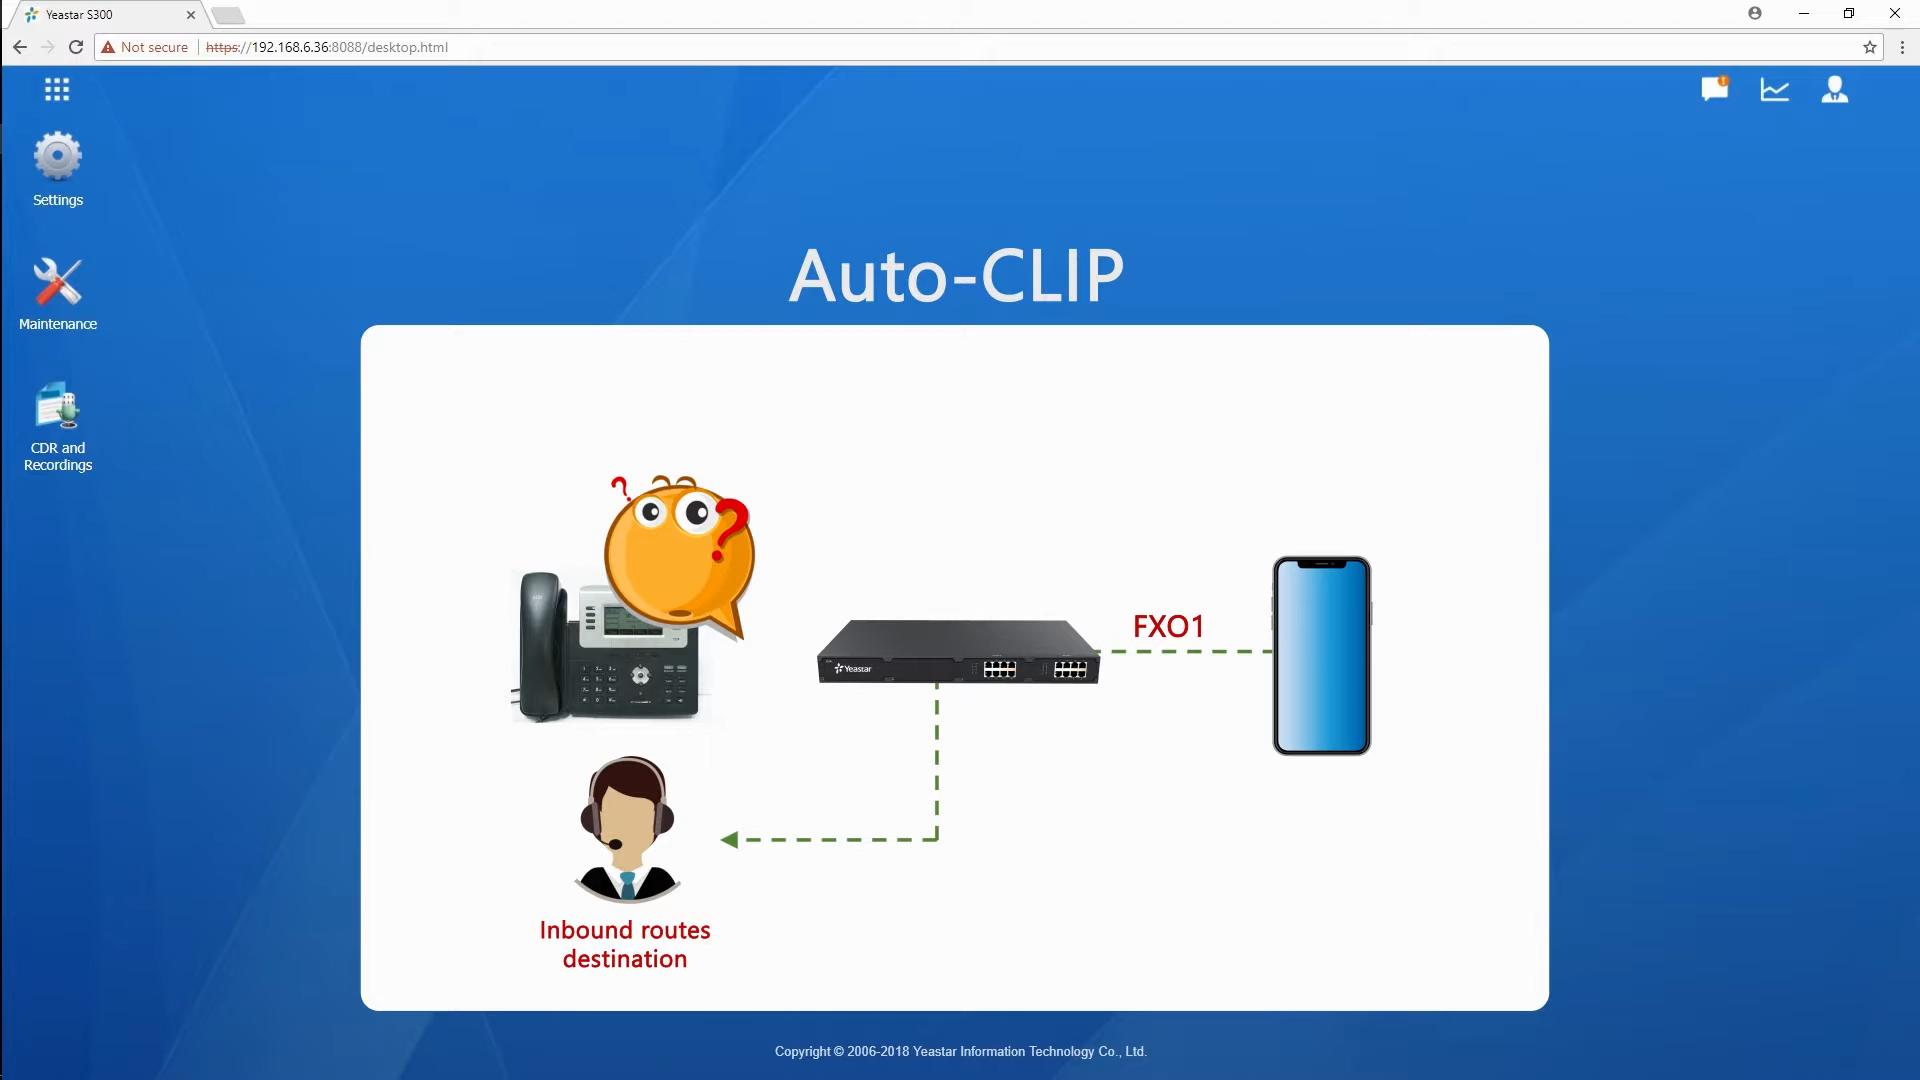 Yeastar S300
Not secure
https://192.168.6.36:8088/desktop.html
Settings
Maintenance
CDR and
Recordings
Auto-CLIP
?
?
FXO1
Yeastar
Inbound routes
destination
Copyright © 2006-2018 Yeastar Information Technology Co., Ltd.